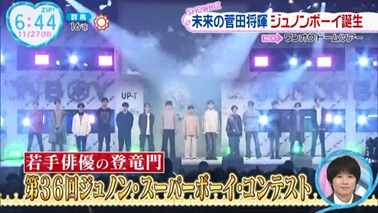 ZIP!
6:44
11/27(月)
群馬
16℃
SHOWBIZ
未来の菅田将暉 ジュノンボーイ誕生
NEXT
ワンオクドームツアー
BOY
UP-T
若手俳優の登竜門
第36回ジュノン・スーパーボーイ・コンテスト